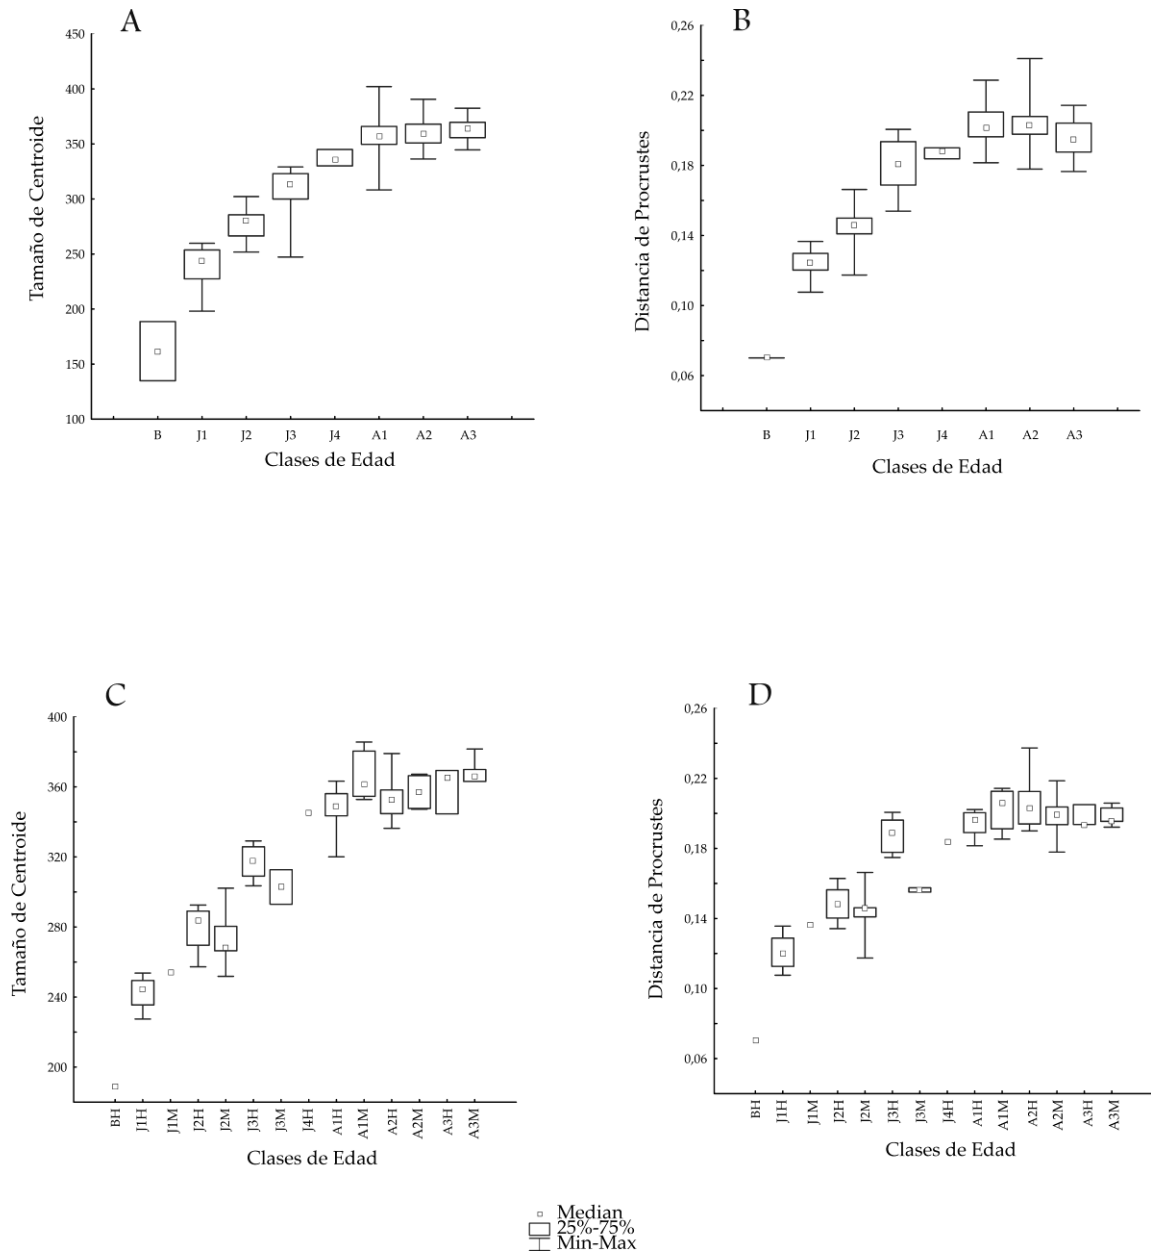 A
450
400
350
300
250
200
150
100
Tamaño de Centroide
B J1 J2 J3 J4 A1 A2 A3
Clases de Edad
B
0,26
0,22
0,18
0,14
0,10
0,06
Distancia de Procrustes
B J1 J2 J3 J4 A1 A2 A3
Clases de Edad
C
400
360
320
280
240
200
Tamaño de Centroide
BH J1H J1M J2H J2M J3H J3M J4H A1H A1M A2H A2M A3H A3M
Clases de Edad
D
0,26
0,22
0,18
0,14
0,10
0,06
Distancia de Procrustes
BH J1H J1M J2H J2M J3H J3M J4H A1H A1M A2H A2M A3H A3M
Clases de Edad
Median
25%-75%
Min-Max